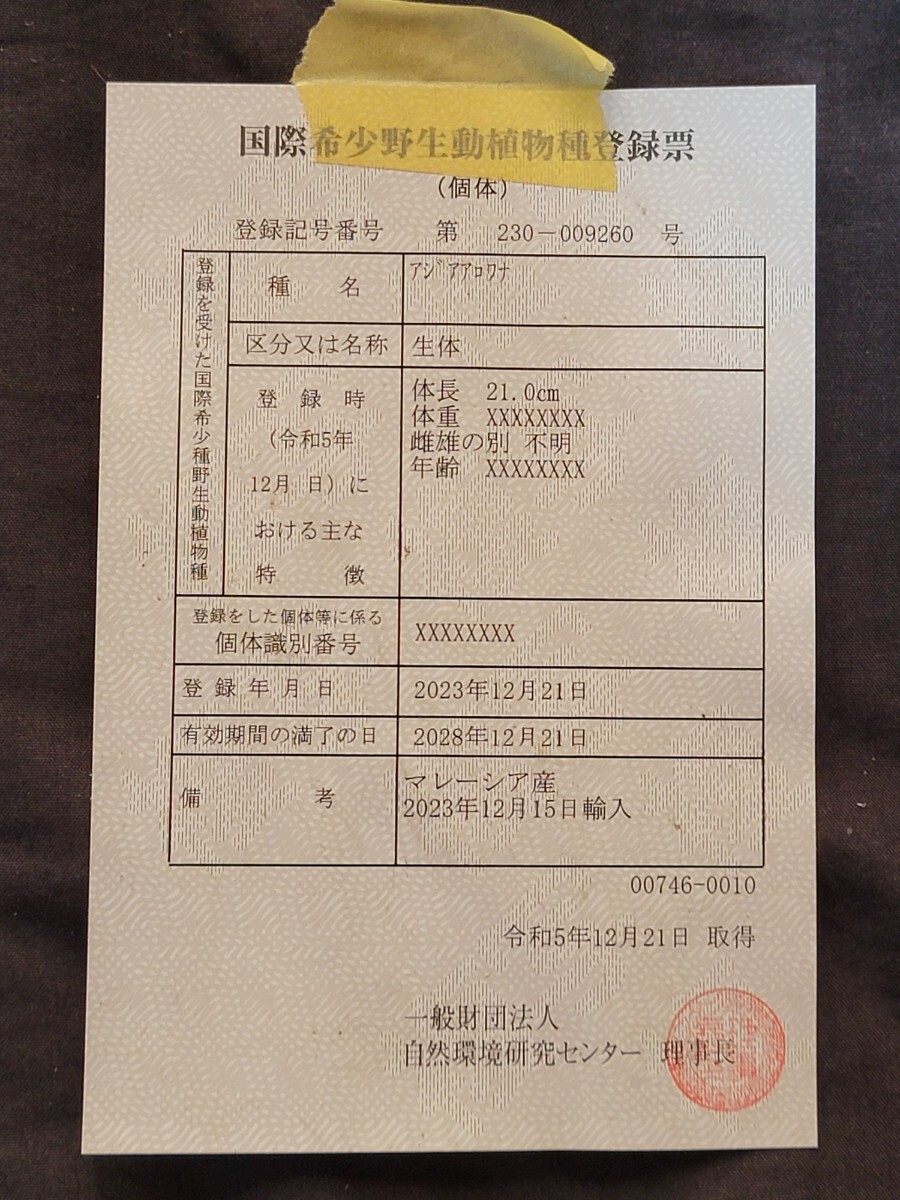 国際希少野生動植物種登録票
(個体)
登録記号番号 第 230－009260 号
登録を受けた国際希少種野生動植物種
種 名 ｱｼﾞｱｱﾛﾜﾅ
区分又は名称 生体
登 録 時
(令和5年
12月 日) に
おける主な
特 徴
体長 21.0cm
体重 XXXXXXXX
雌雄の別 不明
年齢 XXXXXXXX
登録をした個体等に係る
個体識別番号 XXXXXXXX
登 録 年 月 日 2023年12月21日
有効期間の満了の日 2028年12月21日
備 考
マレーシア産
2023年12月15日輸入
00746-0010
令和5年12月21日 取得
一般財団法人
自然環境研究センター 理事長